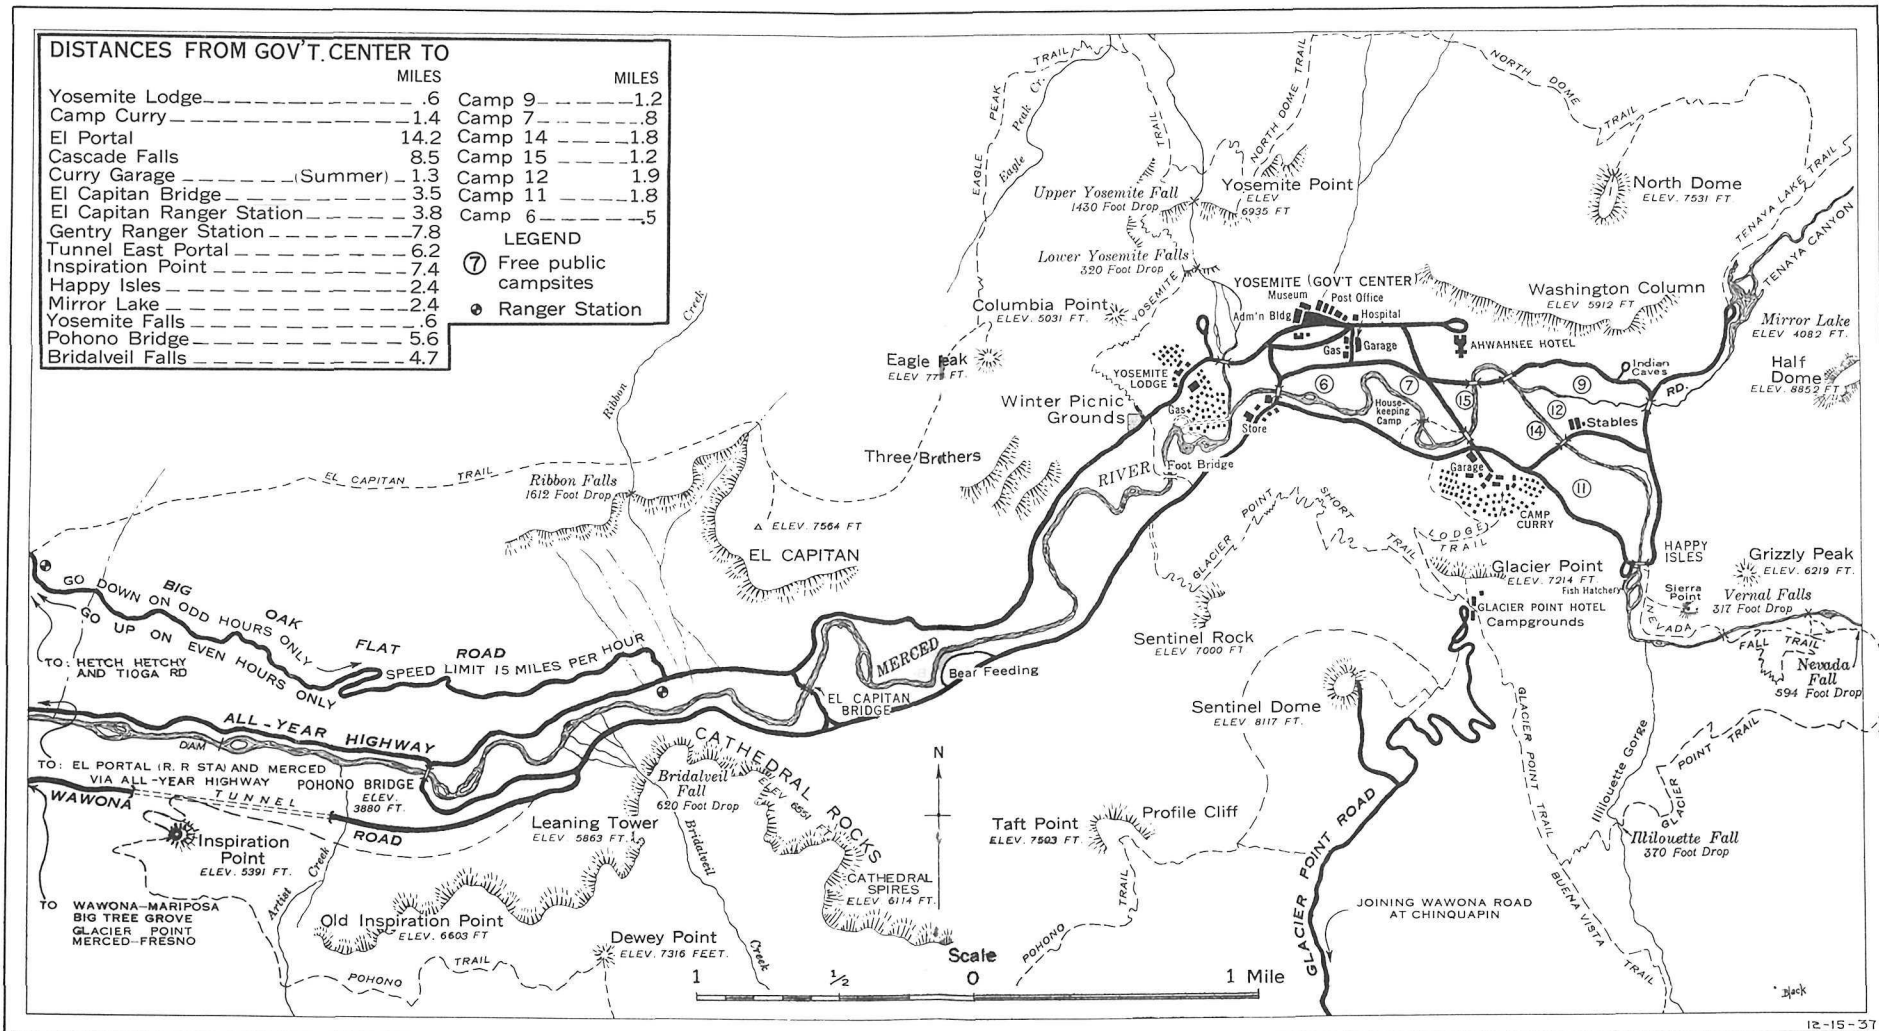 DISTANCES FROM GOV'T. CENTER TO
MILES
Yosemite Lodge .6
Camp Curry 1.4
El Portal 14.2
Cascade Falls 8.5
Curry Garage (Summer) 1.3
El Capitan Bridge 3.5
El Capitan Ranger Station 3.8
Gentry Ranger Station 7.8
Tunnel East Portal 6.2
Inspiration Point 7.4
Happy Isles 2.4
Mirror Lake 2.4
Yosemite Falls .6
Pohono Bridge 5.6
Bridalveil Falls 4.7
MILES
Camp 9 1.2
Camp 7 .8
Camp 14 1.8
Camp 15 1.2
Camp 12 1.9
Camp 11 1.8
Camp 6 .5
LEGEND
7 Free public
campsites
Ranger Station
EAGLE PEAK TRAIL
Eagle Peak Cr.
TRAIL
NORTH DOME TRAIL
NORTH DOME TRAIL
Upper Yosemite Fall
1430 Foot Drop
Yosemite Point
ELEV
6935 FT
North Dome
ELEV. 7531 FT
TENAYA LAKE TRAIL
TENAYA CANYON
Lower Yosemite Falls
320 Foot Drop
YOSEMITE
Columbia Point
ELEV. 5031 FT.
YOSEMITE (GOV'T CENTER)
Museum
Post Office
Adm'n Bldg
Hospital
Gas
Garage
AHWAHNEE HOTEL
Washington Column
ELEV 5912 FT
Mirror Lake
ELEV 4082 FT.
Half
Dome
ELEV. 8852 FT
Indian
Caves
RD.
Eagle Peak
ELEV 77 FT.
YOSEMITE
LODGE
Gas
Store
6
7
House-
keeping
Camp
15
9
12
14
Stables
Winter Picnic
Grounds
Three Brothers
Foot Bridge
Garage
11
CAMP
CURRY
Ribbon Creek
EL CAPITAN TRAIL
Ribbon Falls
1612 Foot Drop
ELEV. 7564 FT
EL CAPITAN
MERCED RIVER
GLACIER POINT SHORT TRAIL
LODGE
TRAIL
HAPPY
ISLES
Glacier Point
ELEV. 7214 FT.
Fish Hatchery
Grizzly Peak
ELEV. 6219 FT.
Sierra
Point
Vernal Falls
317 Foot Drop
NEVADA FALL TRAIL
Nevada
Fall
594 Foot Drop
GLACIER POINT HOTEL
Campgrounds
Sentinel Rock
ELEV 7000 FT
BIG OAK FLAT ROAD
GO DOWN ON ODD HOURS ONLY
GO UP ON EVEN HOURS ONLY
SPEED LIMIT 15 MILES PER HOUR
TO: HETCH HETCHY
AND TIOGA RD
Bear Feeding
EL CAPITAN
BRIDGE
Sentinel Dome
ELEV 8117 FT.
ALL-YEAR HIGHWAY
DAM
TO: EL PORTAL (R. R STA) AND MERCED
VIA ALL-YEAR HIGHWAY
POHONO BRIDGE
ELEV.
3880 FT.
WAWONA ROAD
TUNNEL
CATHEDRAL ROCKS
ELEV 6551 FT
Bridalveil
Fall
620 Foot Drop
Bridalveil Creek
Leaning Tower
ELEV. 5863 FT.
Inspiration
Point
ELEV. 5391 FT.
Artist Creek
CATHEDRAL
SPIRES
ELEV 6114 FT.
N
Taft Point
ELEV. 7503 FT.
Profile Cliff
GLACIER POINT ROAD
GLACIER POINT TRAIL
Illilouette Gorge
GLACIER POINT TRAIL
Illilouette Fall
370 Foot Drop
BUENA VISTA TRAIL
TO WAWONA-MARIPOSA
BIG TREE GROVE
GLACIER POINT
MERCED-FRESNO
Old Inspiration Point
ELEV. 6603 FT
Dewey Point
ELEV. 7316 FEET.
POHONO TRAIL
POHONO TRAIL
JOINING WAWONA ROAD
AT CHINQUAPIN
Scale
1 1/2 0 1 Mile
Black
12-15-37